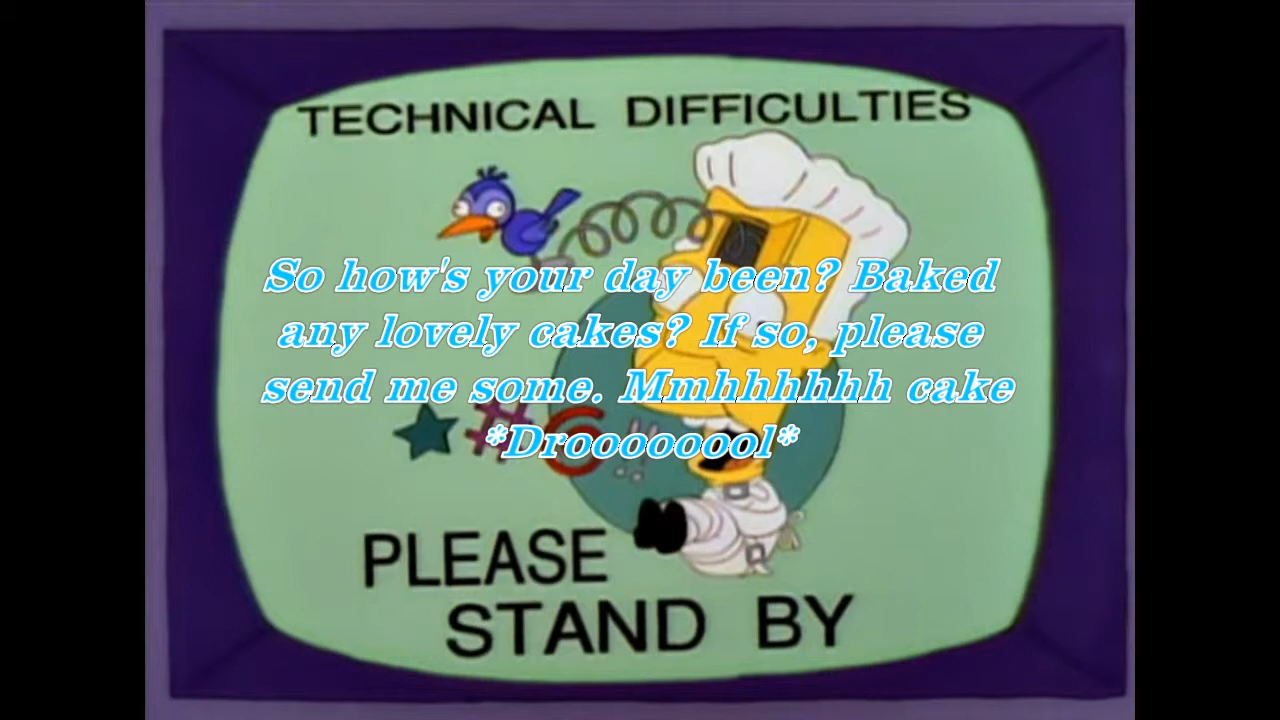 TECHNICAL DIFFICULTIES
So how's your day been? Baked
any lovely cakes? If so, please
send me some. Mmhhhhhh cake
*Droooooool*
PLEASE
STAND BY